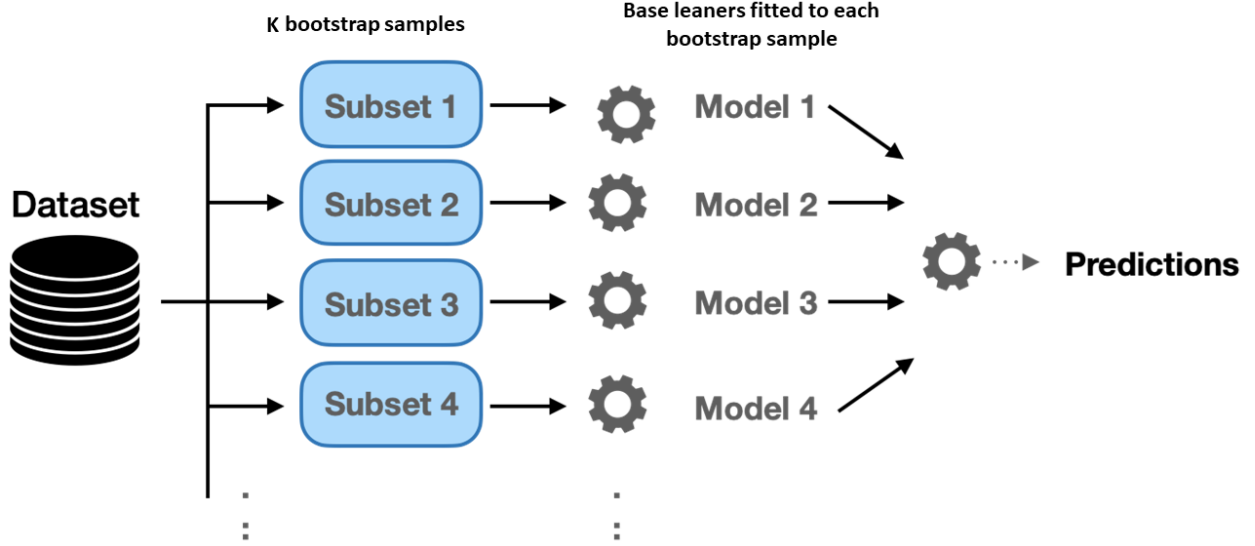 K bootstrap samples
Base leaners fitted to each
bootstrap sample
Subset 1
Model 1
Subset 2
Model 2
Dataset
Predictions
Subset 3
Model 3
Subset 4
Model 4